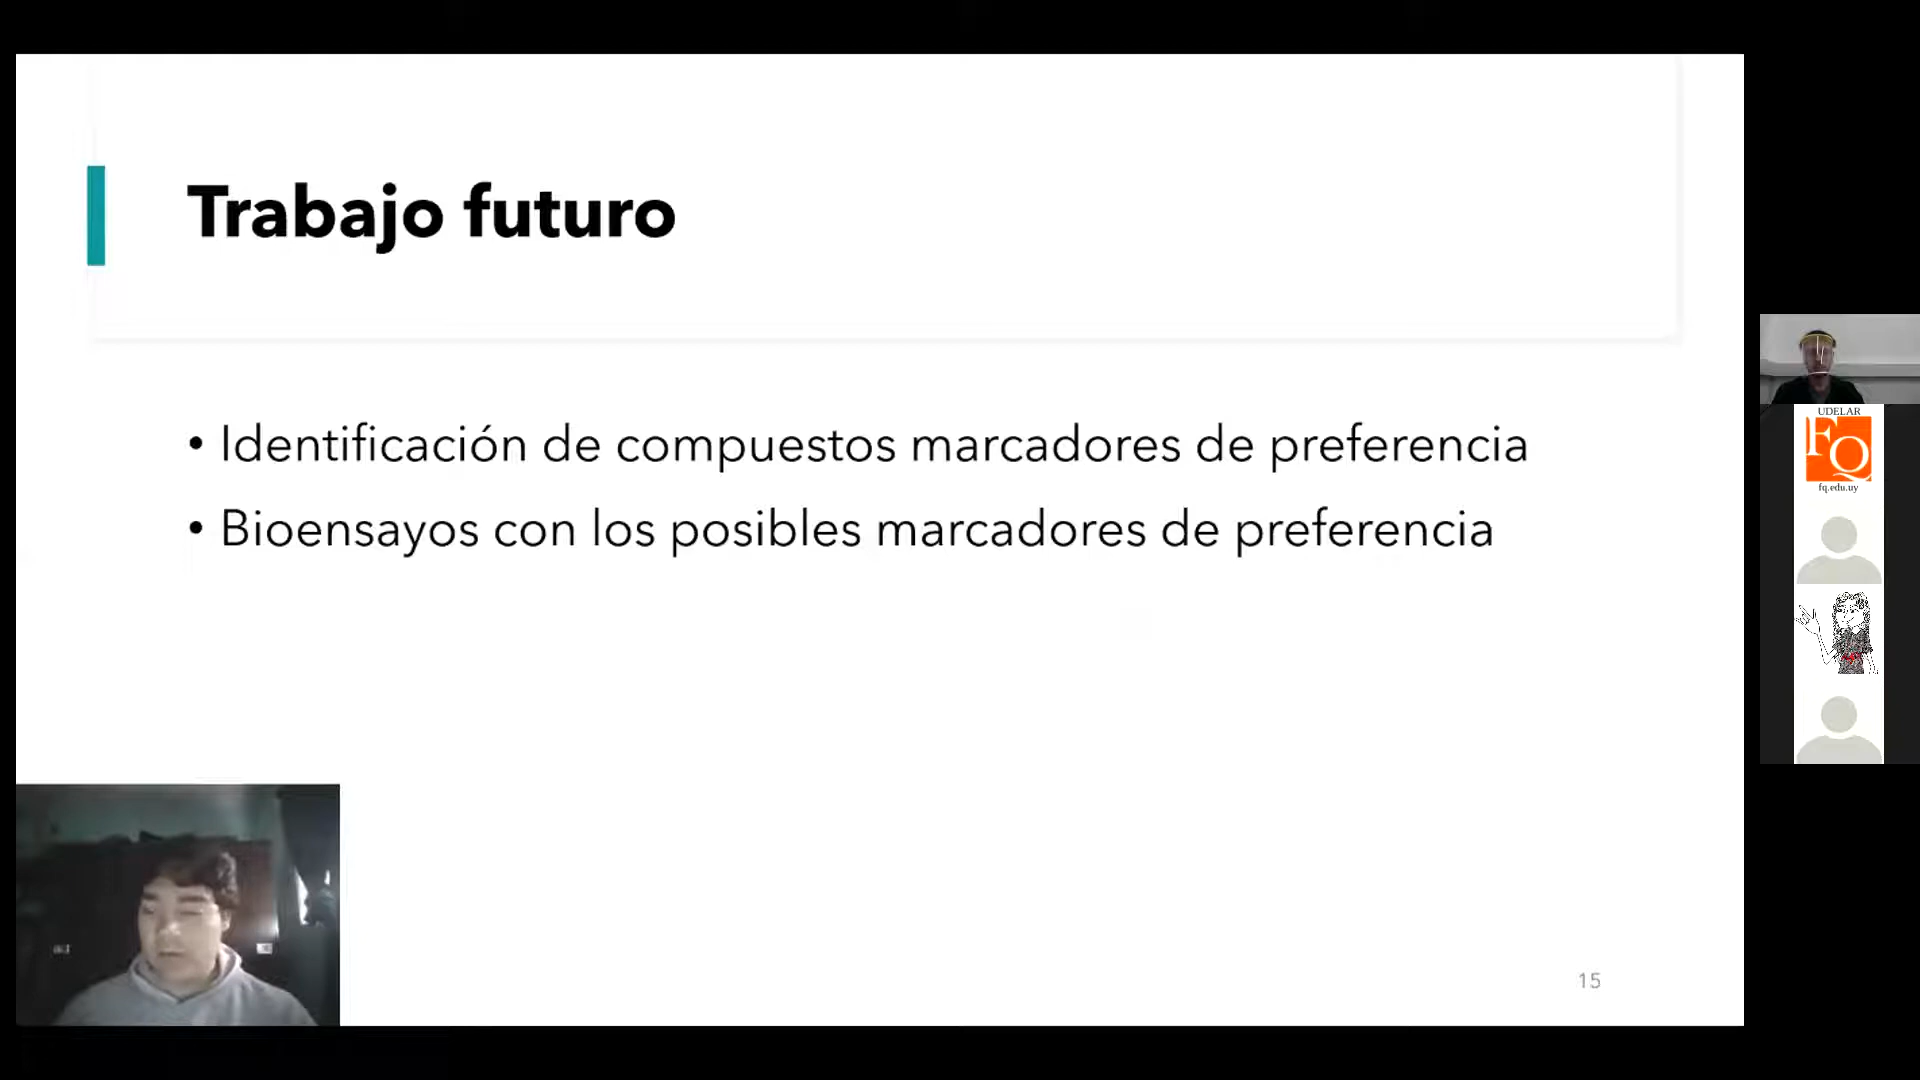 Trabajo futuro
• Identificación de compuestos marcadores de preferencia
• Bioensayos con los posibles marcadores de preferencia
15
UDELAR
FQ
fq.edu.uy